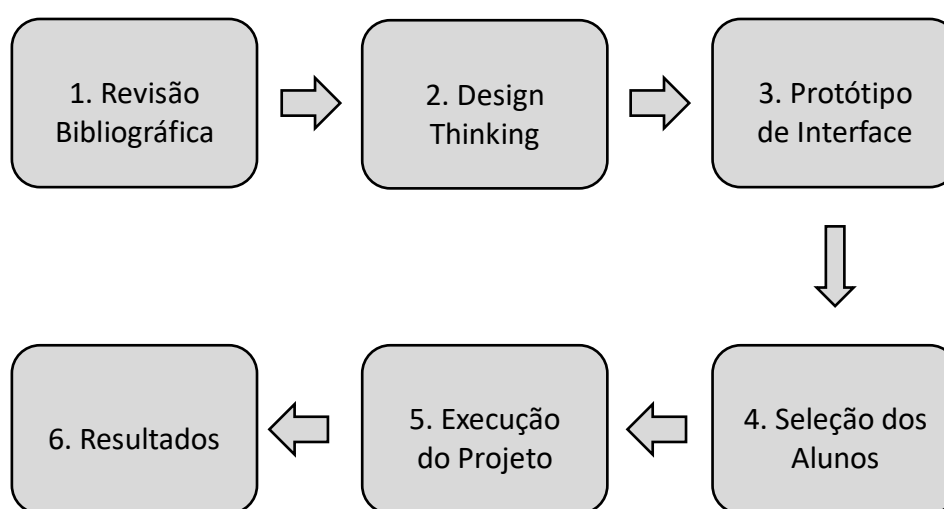 1. Revisão
Bibliográfica
2. Design
Thinking
3. Protótipo
de Interface
4. Seleção dos
Alunos
5. Execução
do Projeto
6. Resultados